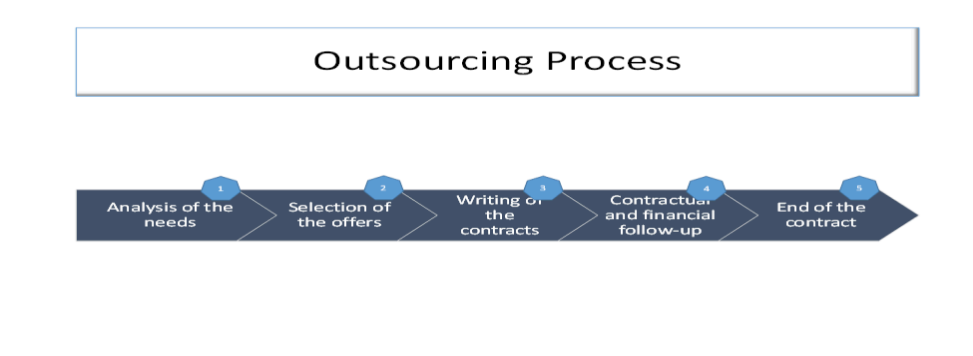 Outsourcing Process
1
2
3
4
5
Analysis of the
needs
Selection of
the offers
Writing of
the
contracts
Contractual
and financial
follow-up
End of the
contract